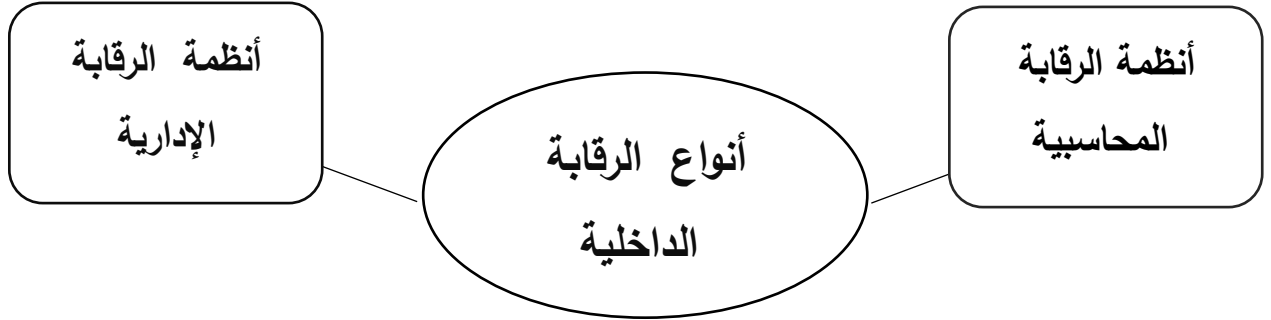 أنظمة الرقابة
المحاسبية
أنواع الرقابة
الداخلية
أنظمة الرقابة
الإدارية